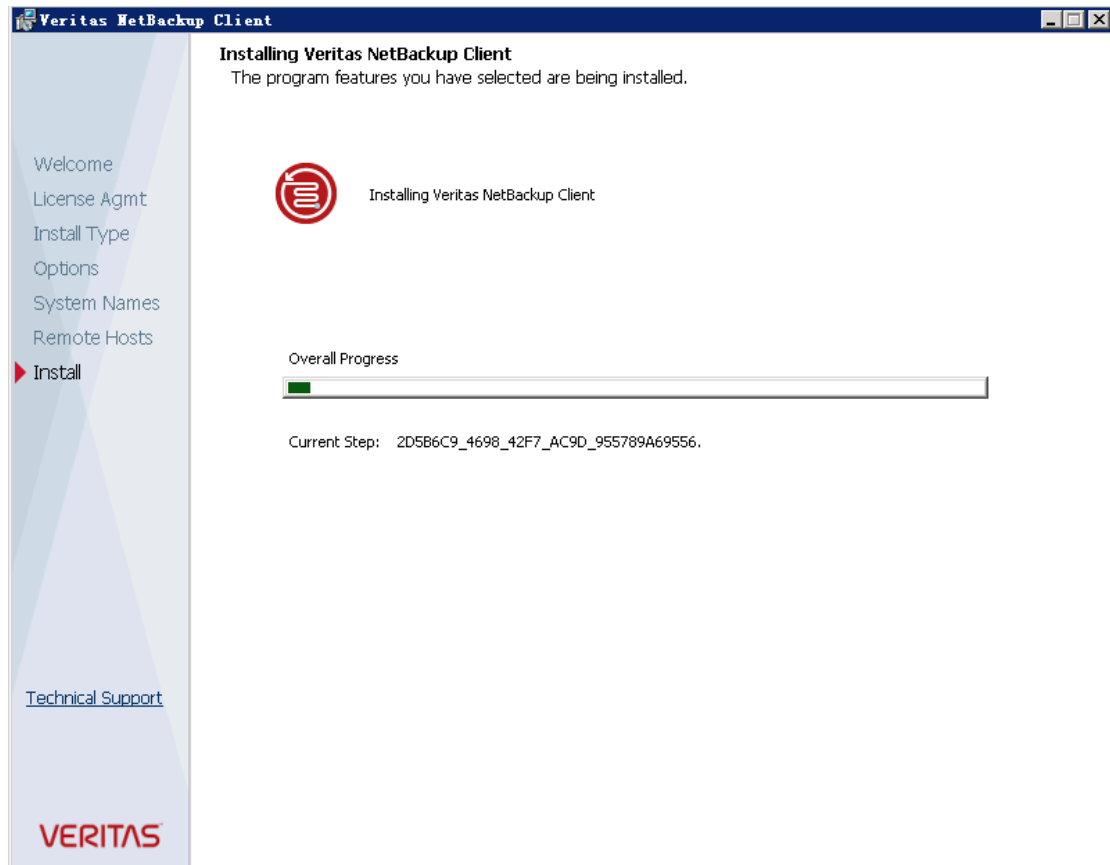 Veritas NetBackup Client
Installing Veritas NetBackup Client
The program features you have selected are being installed.
Welcome
License Agmt
Install Type
Options
System Names
Remote Hosts
Install
Installing Veritas NetBackup Client
Overall Progress
Current Step: 2D5B6C9_4698_42F7_AC9D_955789A69556.
Technical Support
VERITAS